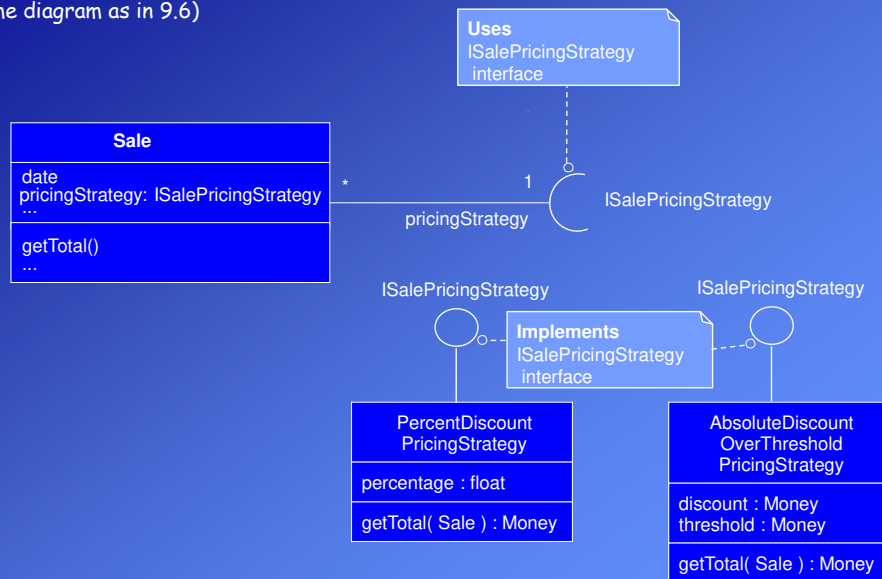 diagram as in 9.6)
Uses
ISalePricingStrategy
interface
Sale
date
pricingStrategy: ISalePricingStrategy
...
getTotal()
...
*
1
pricingStrategy
ISalePricingStrategy
ISalePricingStrategy
ISalePricingStrategy
Implements
ISalePricingStrategy
interface
PercentDiscount
PricingStrategy
percentage : float
getTotal( Sale ) : Money
AbsoluteDiscount
OverThreshold
PricingStrategy
discount : Money
threshold : Money
getTotal( Sale ) : Money